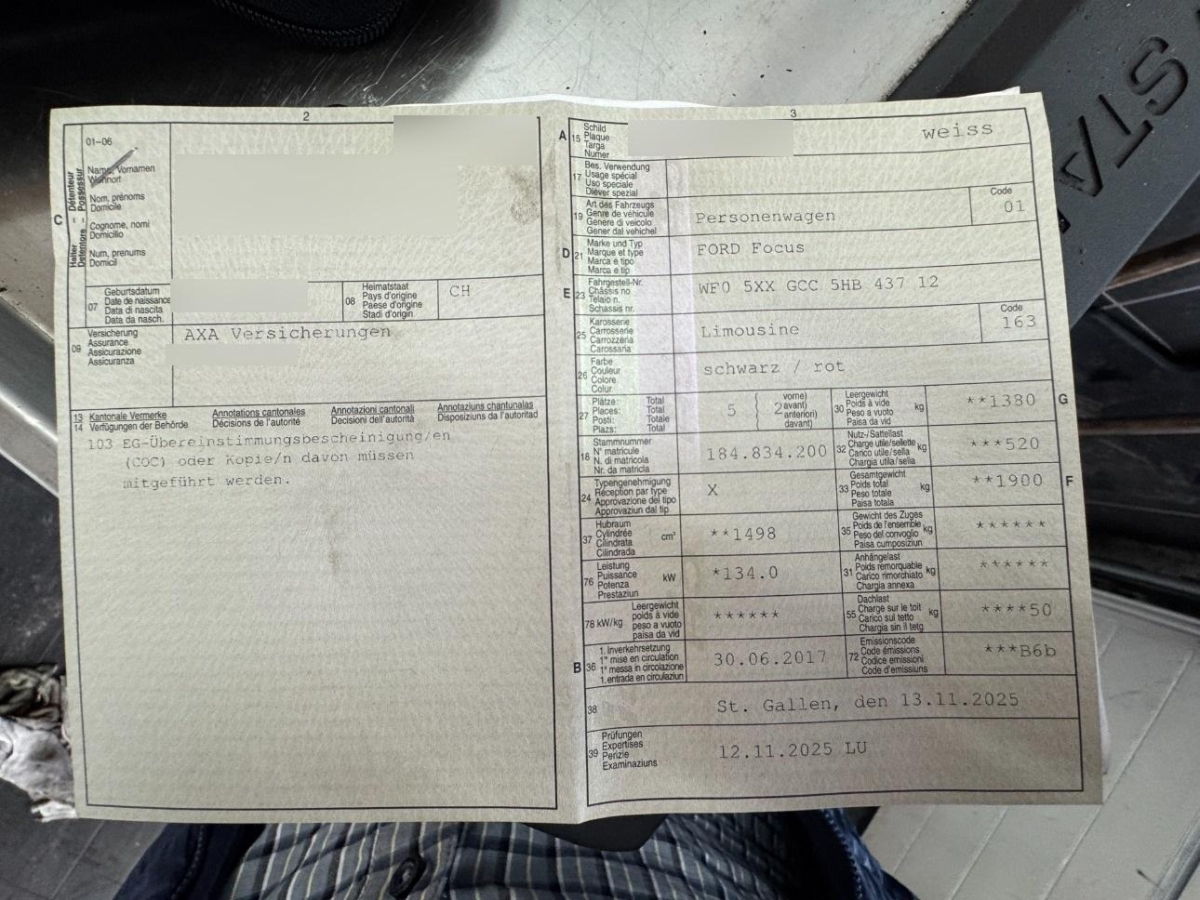 2
01-06
Name, Vornamen
Wohnort
Nom, prénoms
Domicile
Cognome, nomi
Domicilio
Num, prenums
Domicil
C
Halter Détenteur
Detentore Possessur
07
Geburtsdatum
Date de naissance
Data di nascita
Data da nasch.
08
Heimatstaat
Pays d'origine
Paese d'origine
Stadi d'origin
CH
09
Versicherung
Assurance
Assicurazione
Assicuranza
AXA Versicherungen
13
14
Kantonale Vermerke
Verfügungen der Behörde
Annotations cantonales
Décisions de l'autorité
Annotazioni cantonali
Decisioni dell'autorità
Annotaziuns chantunalas
Disposiziuns da l'autoritad
103 EG-Übereinstimmungsbescheinigung/en
(COC) oder Kopie/n davon müssen
mitgeführt werden.
3
A
15
Schild
Plaque
Targa
Numer
weiss
17
Bes. Verwendung
Usage spécial
Uso speciale
Diever spezial
19
Art des Fahrzeugs
Genre de véhicule
Genere di veicolo
Gener dal vehichel
Personenwagen
Code
01
D
21
Marke und Typ
Marque et type
Marca e tipo
Marca e tip
FORD Focus
E
23
Fahrgestell-Nr.
Châssis no
Telaio n.
Schassis nr.
WF0 5XX GCC 5HB 437 12
25
Karosserie
Carrosserie
Carrozzeria
Carossaria
Limousine
Code
163
26
Farbe
Couleur
Colore
Colur
schwarz / rot
27
Plätze: Total
Places: Total
Posti: Totale
Plazs: Total
5
2
vorne)
avant)
anteriori)
davant)
30
Leergewicht
Poids à vide
Peso a vuoto
Paisa da vid
kg
**1380
G
18
Stammnummer
N° matricule
N. di matricola
Nr. da matricla
184.834.200
32
Nutz-/Sattellast
Charge utile/sellette
Carico utile/sella
Chargia utila/sella
kg
***520
24
Typengenehmigung
Réception par type
Approvazione del tipo
Approvaziun dal tip
X
33
Gesamtgewicht
Poids total
Peso totale
Paisa totala
kg
**1900
F
37
Hubraum
Cylindrée
Cilindrata
Cilindrada
cm³
**1498
35
Gewicht des Zuges
Poids de l'ensemble
Peso del convoglio
Paisa cumposiziun
kg
******
76
Leistung
Puissance
Potenza
Prestaziun
kW
*134.0
31
Anhängelast
Poids remorquable
Carico rimorchiato
Chargia annexa
kg
******
78 kW/kg
Leergewicht
poids à vide
peso a vuoto
paisa da vid
******
55
Dachlast
Charge sur le toit
Carico sul tetto
Chargia sin il tetg
kg
****50
B
36
1. Inverkehrsetzung
1re mise en circulation
1a messa in circolazione
1. entrada en circulaziun
30.06.2017
72
Emissionscode
Code émissions
Codice emissioni
Code d'emissiuns
***B6b
38
St. Gallen, den 13.11.2025
39
Prüfungen
Expertises
Perizie
Examinaziuns
12.11.2025 LU
STA